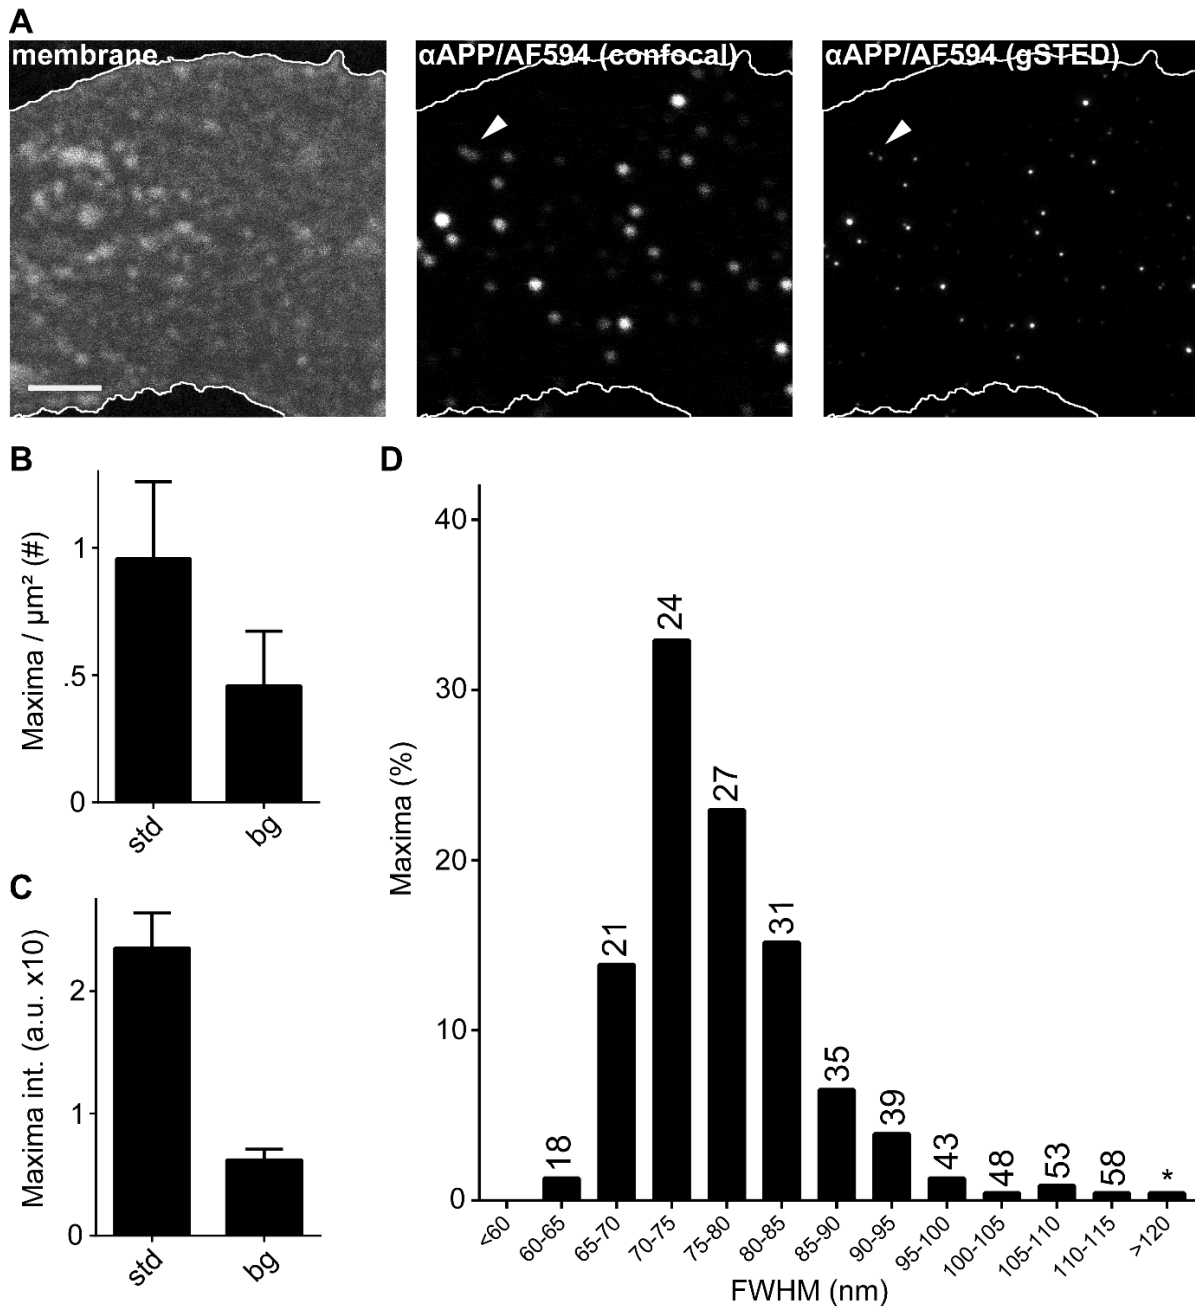 A
membrane
αAPP/AF594 (confocal)
αAPP/AF594 (gSTED)
B
Maxima / µm² (#)
1
.5
0
std
bg
C
Maxima int. (a.u. x10)
2
1
0
std
bg
D
Maxima (%)
40
30
20
10
0
18
21
24
27
31
35
39
43
48
53
58
*
<60
60-65
65-70
70-75
75-80
80-85
85-90
90-95
95-100
100-105
105-110
110-115
>120
FWHM (nm)